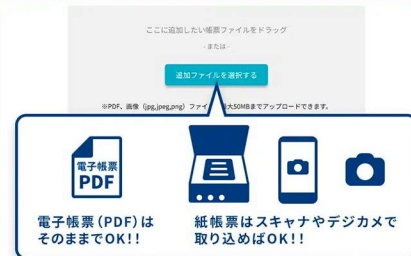 ここに追加したい帳票ファイルをドラッグ
- または -
追加ファイルを選択する
※PDF、画像（jpg,jpeg,png）ファイ 最大50MBまでアップロードできます。
電子帳票
PDF
電子帳票（PDF）は
そのままでOK!!
紙帳票はスキャナやデジカメで
取り込めばOK!!